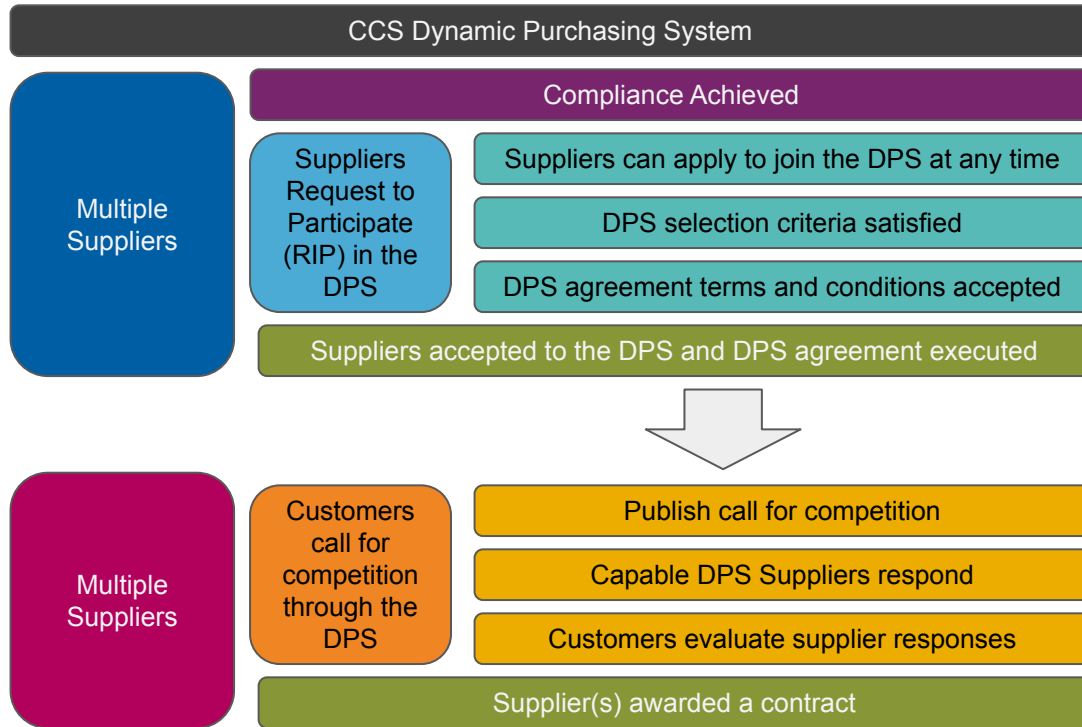 CCS Dynamic Purchasing System
Multiple
Suppliers
Compliance Achieved
Suppliers
Request to
Participate
(RIP) in the
DPS
Suppliers can apply to join the DPS at any time
DPS selection criteria satisfied
DPS agreement terms and conditions accepted
Suppliers accepted to the DPS and DPS agreement executed
Multiple
Suppliers
Customers
call for
competition
through the
DPS
Publish call for competition
Capable DPS Suppliers respond
Customers evaluate supplier responses
Supplier(s) awarded a contract